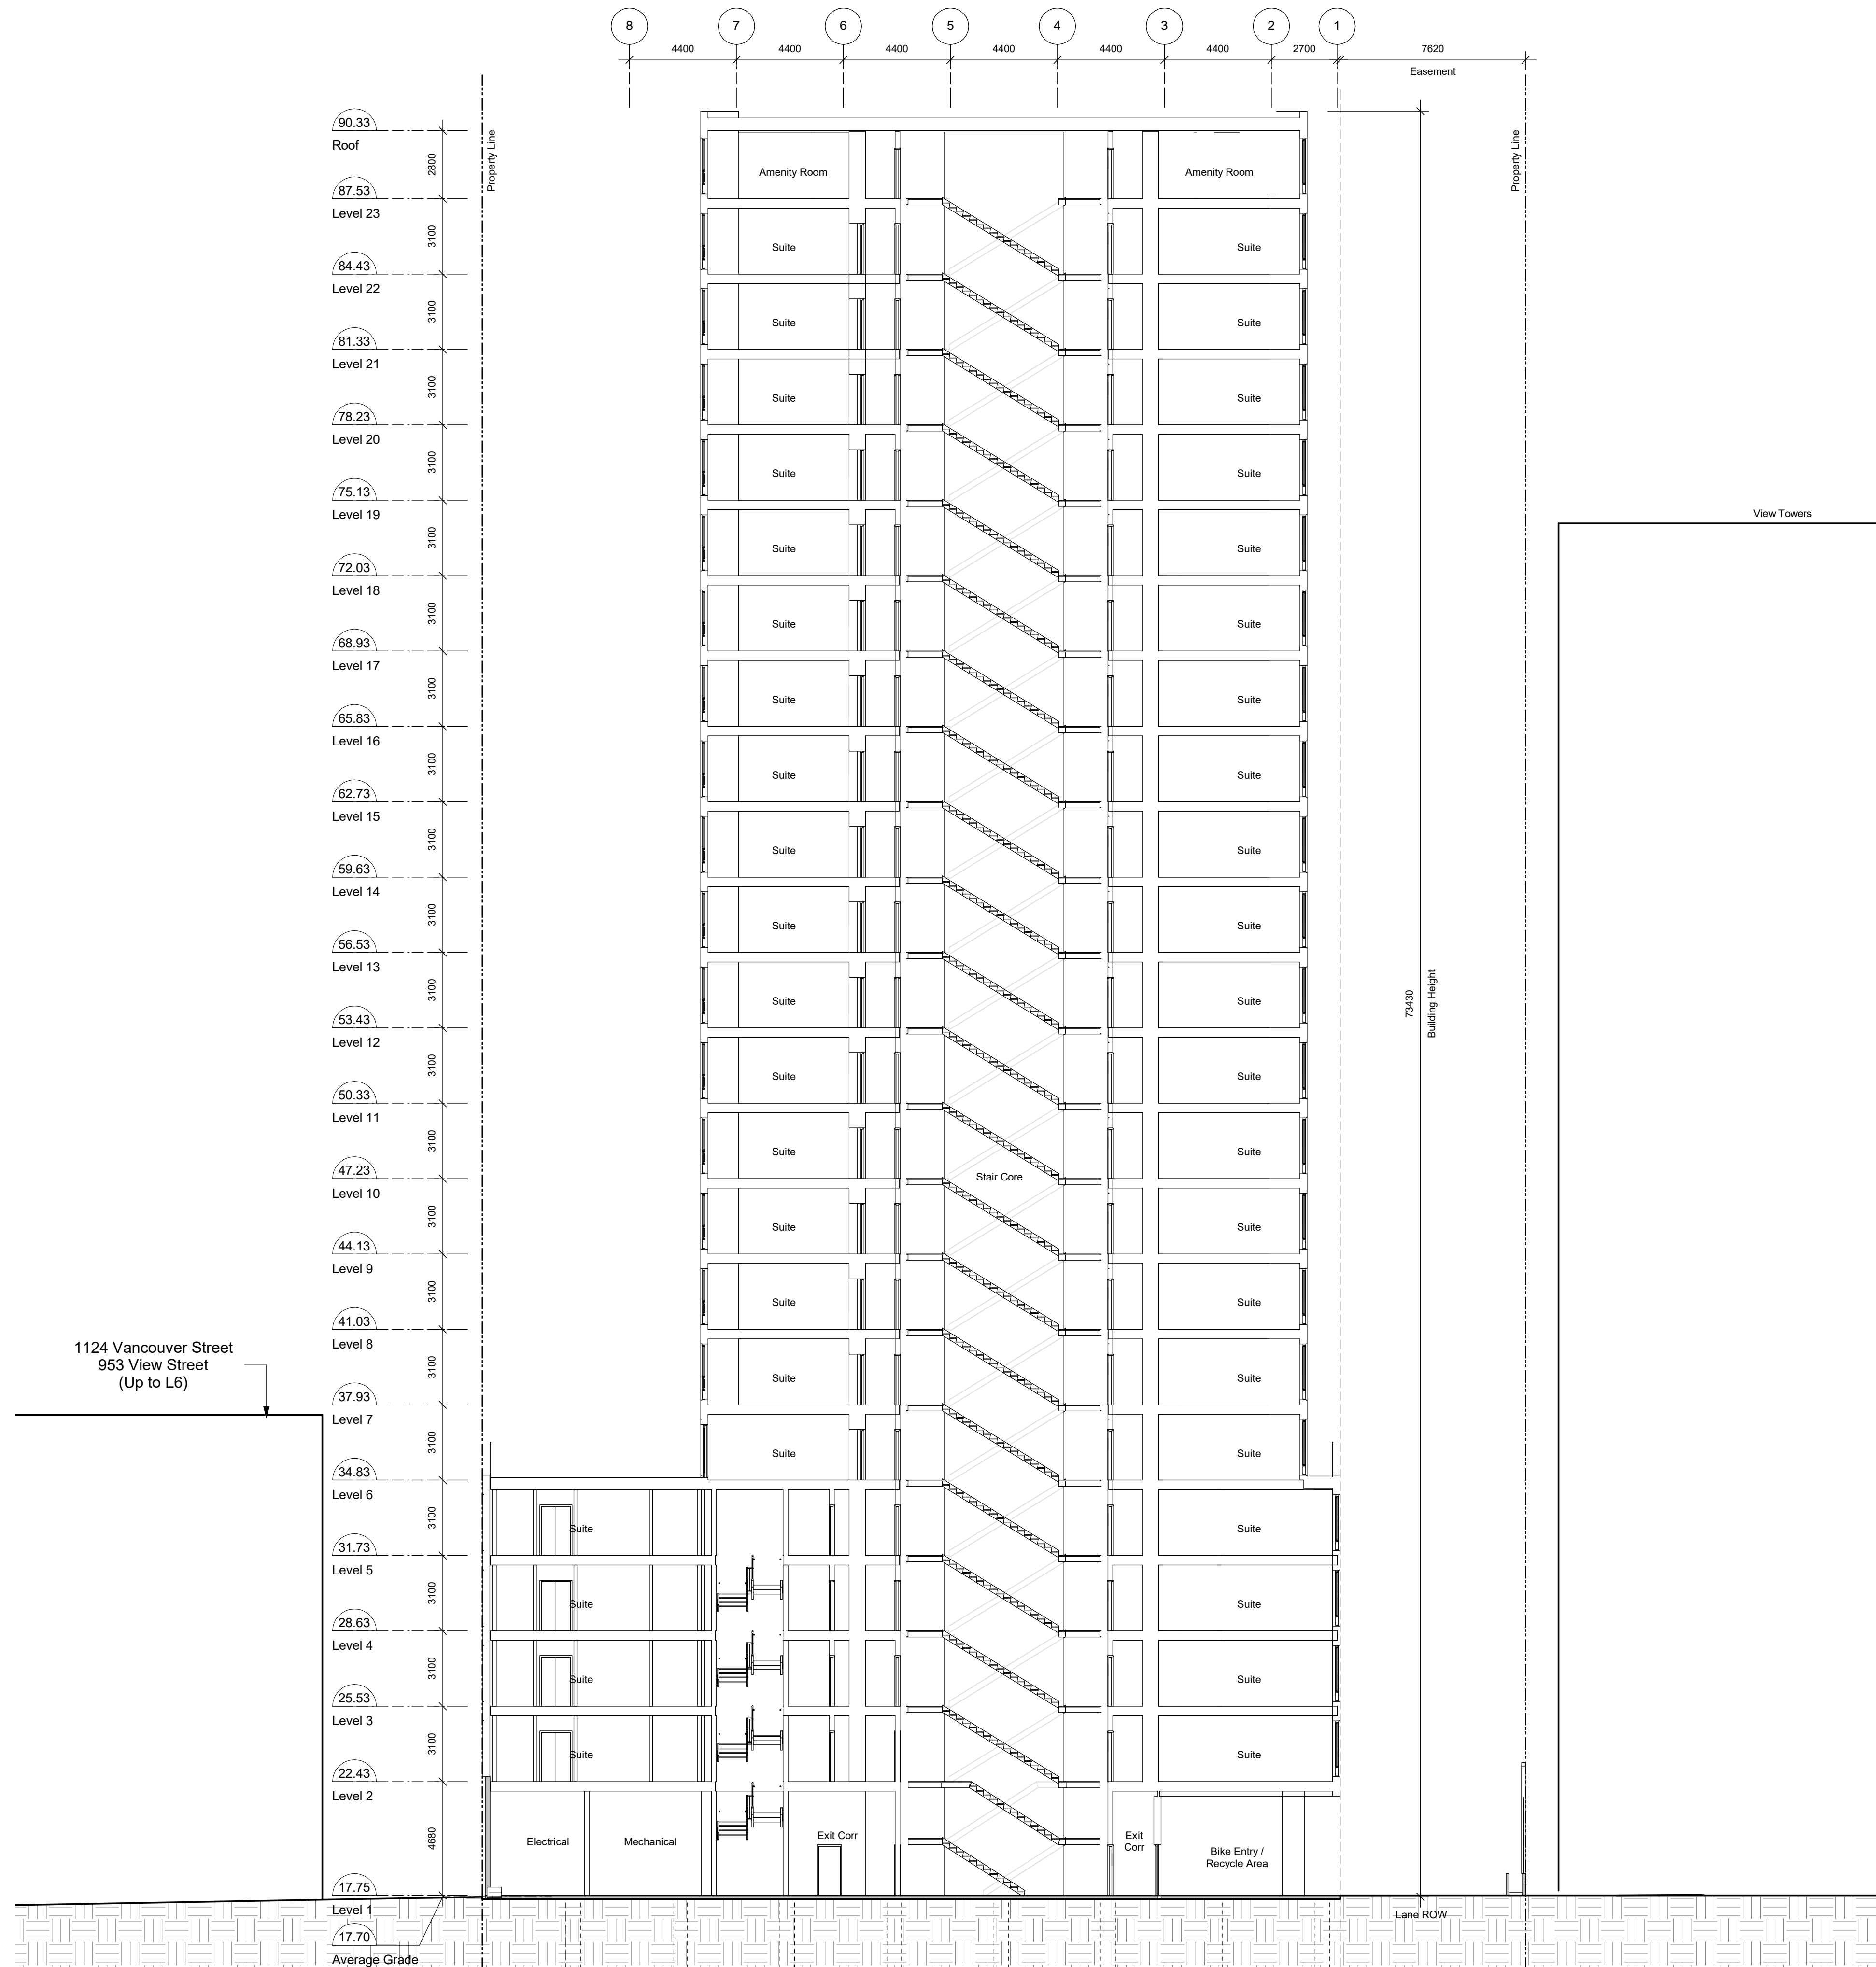 8 7 6 5 4 3 2 1
4400 4400 4400 4400 4400 4400 2700 7620
Easement
90.33
Roof
Property Line
Property Line
2800
Amenity Room Amenity Room
87.53
Level 23
3100
Suite Suite
84.43
Level 22
3100
Suite Suite
81.33
Level 21
3100
Suite Suite
78.23
Level 20
3100
Suite Suite
75.13
Level 19
View Towers
3100
Suite Suite
72.03
Level 18
3100
Suite Suite
68.93
Level 17
3100
Suite Suite
65.83
Level 16
3100
Suite Suite
62.73
Level 15
3100
Suite Suite
59.63
Level 14
3100
Suite Suite
56.53
Level 13
3100
Suite Suite
73430
Building Height
53.43
Level 12
3100
Suite Suite
50.33
Level 11
3100
Suite Suite
Stair Core
47.23
Level 10
3100
Suite Suite
44.13
Level 9
3100
Suite Suite
41.03
Level 8
1124 Vancouver Street
953 View Street
(Up to L6)
3100
Suite Suite
37.93
Level 7
3100
Suite Suite
34.83
Level 6
3100
Suite Suite
31.73
Level 5
3100
Suite Suite
28.63
Level 4
3100
Suite Suite
25.53
Level 3
3100
Suite Suite
22.43
Level 2
4680
Electrical Mechanical Exit Corr
Exit
Corr
Bike Entry /
Recycle Area
17.75
Level 1
Lane ROW
17.70
Average Grade